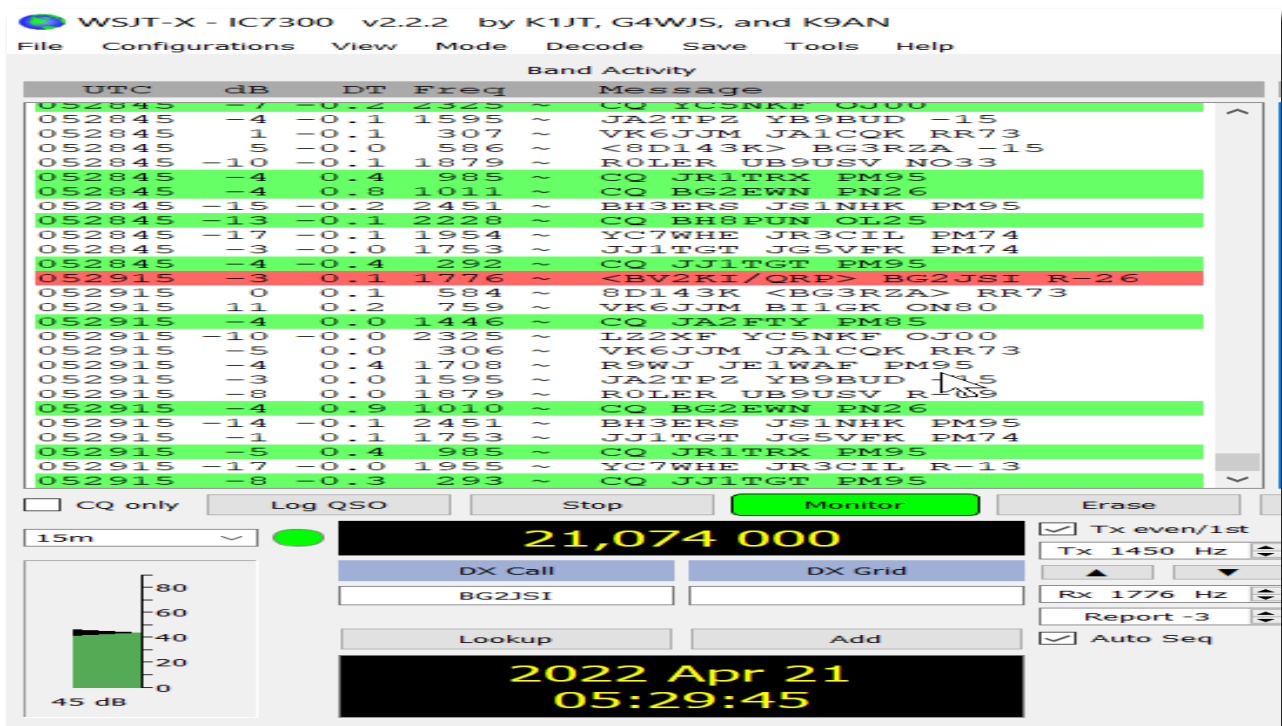 WSJT-X - IC7300 v2.2.2 by K1JT, G4WJS, and K9AN
File Configurations View Mode Decode Save Tools Help
Band Activity
UTC dB DT Freq Message
052845 -7 -0.2 2325 ~ CQ YC5NKF OJ00
052845 -4 -0.1 1595 ~ JA2TPZ YB9BUD -15
052845 1 -0.1 307 ~ VK6JJM JA1CQK RR73
052845 5 -0.0 586 ~ <8D143K> BG3RZA -15
052845 -10 -0.1 1879 ~ R0LER UB9USV NO33
052845 -4 0.4 985 ~ CQ JR1TRX PM95
052845 -4 0.8 1011 ~ CQ BG2EWN PN26
052845 -15 -0.2 2451 ~ BH3ERS JS1NHK PM95
052845 -13 -0.1 2228 ~ CQ BH8PUN OL25
052845 -17 -0.1 1954 ~ YC7WHE JR3CIL PM74
052845 -3 -0.0 1753 ~ JJ1TGT JG5VFK PM74
052845 -4 -0.4 292 ~ CQ JJ1TGT PM95
052915 -3 0.1 1776 ~ <BV2KI/QRP> BG2JSI R-26
052915 0 0.1 584 ~ 8D143K <BG3RZA> RR73
052915 11 0.2 759 ~ VK6JJM BI1GK ON80
052915 -4 0.0 1446 ~ CQ JA2FTY PM85
052915 -10 -0.0 2325 ~ LZ2XF YC5NKF OJ00
052915 -5 0.0 306 ~ VK6JJM JA1CQK RR73
052915 -4 0.4 1708 ~ R9WJ JE1WAF PM95
052915 -3 0.0 1595 ~ JA2TPZ YB9BUD
052915 -8 0.0 1879 ~ R0LER UB9USV
052915 -4 0.9 1010 ~ CQ BG2EWN PN26
052915 -14 0.1 2451 ~ BH3ERS JS1NHK PM95
052915 -1 0.1 1753 ~ JJ1TGT JG5VFK PM74
052915 -5 0.4 985 ~ CQ JR1TRX PM95
052915 -17 -0.0 1955 ~ YC7WHE JR3CIL R-13
052915 -8 -0.3 293 ~ CQ JJ1TGT PM95
CQ only Log QSO Stop Monitor Erase
15m 21,074 000 Tx even/1st
Tx 1450 Hz
DX Call DX Grid
80
BG2JSI Rx 1776 Hz
60
Report -3
40 Lookup Add Auto Seq
20
2022 Apr 21
0
45 dB 05:29:45